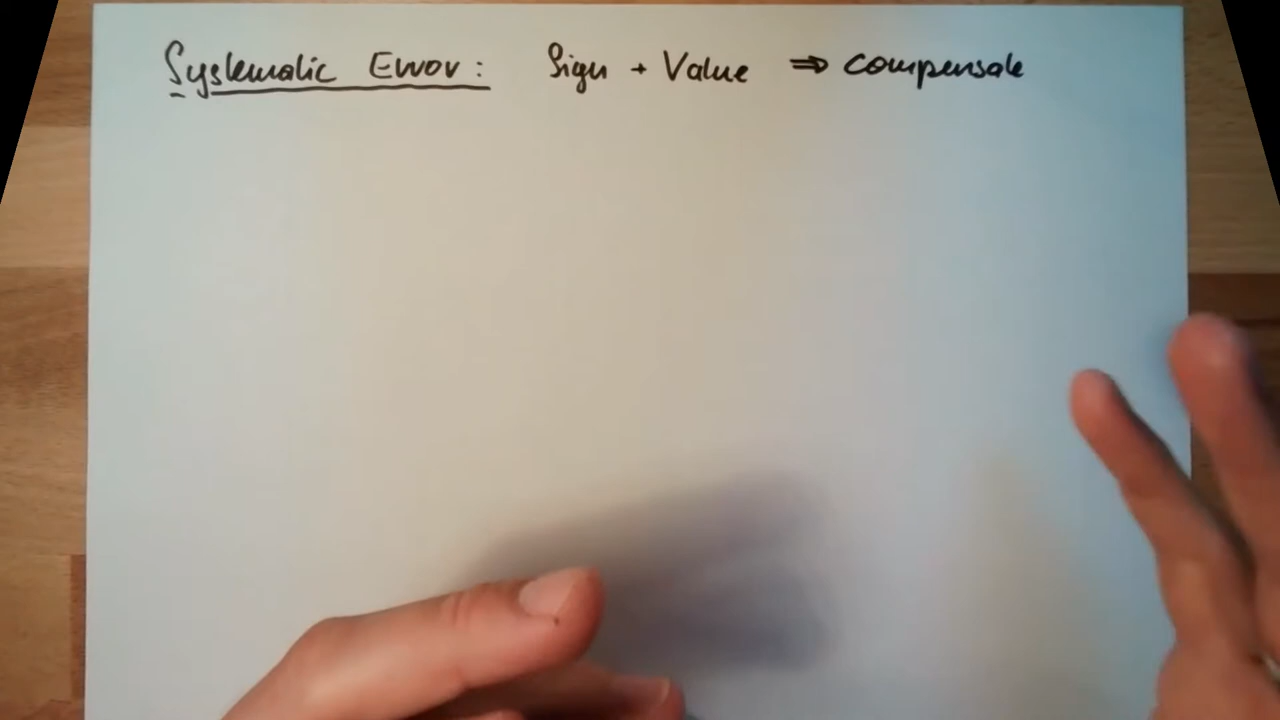 Systematic Error: Sign + Value ⇒ compensate